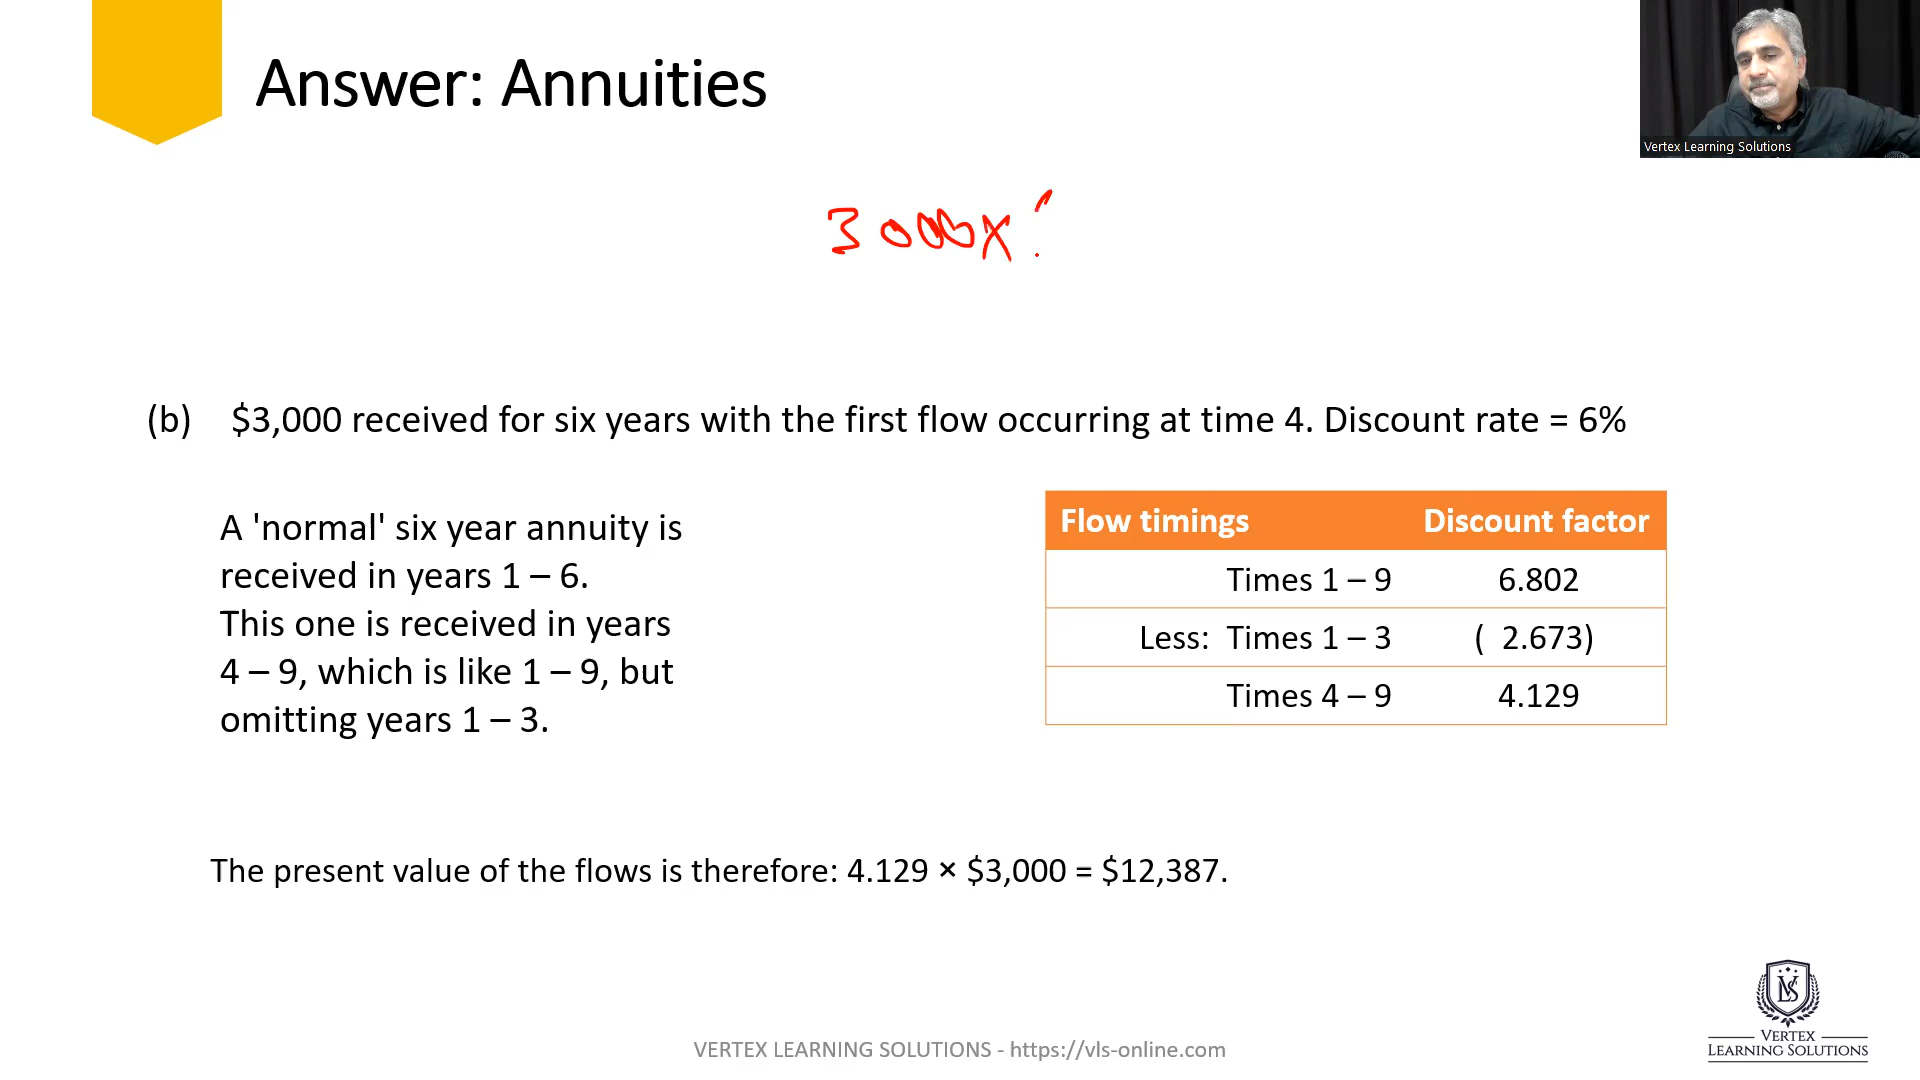 Answer: Annuities
Vertex Learning Solutions
3000x
(b) $3,000 received for six years with the first flow occurring at time 4. Discount rate = 6%
A 'normal' six year annuity is
received in years 1 – 6.
This one is received in years
4 – 9, which is like 1 – 9, but
omitting years 1 – 3.
Flow timings Discount factor
Times 1 – 9 6.802
Less: Times 1 – 3 ( 2.673)
Times 4 – 9 4.129
The present value of the flows is therefore: 4.129 × $3,000 = $12,387.
VLS
VERTEX
LEARNING SOLUTIONS
VERTEX LEARNING SOLUTIONS - https://vls-online.com